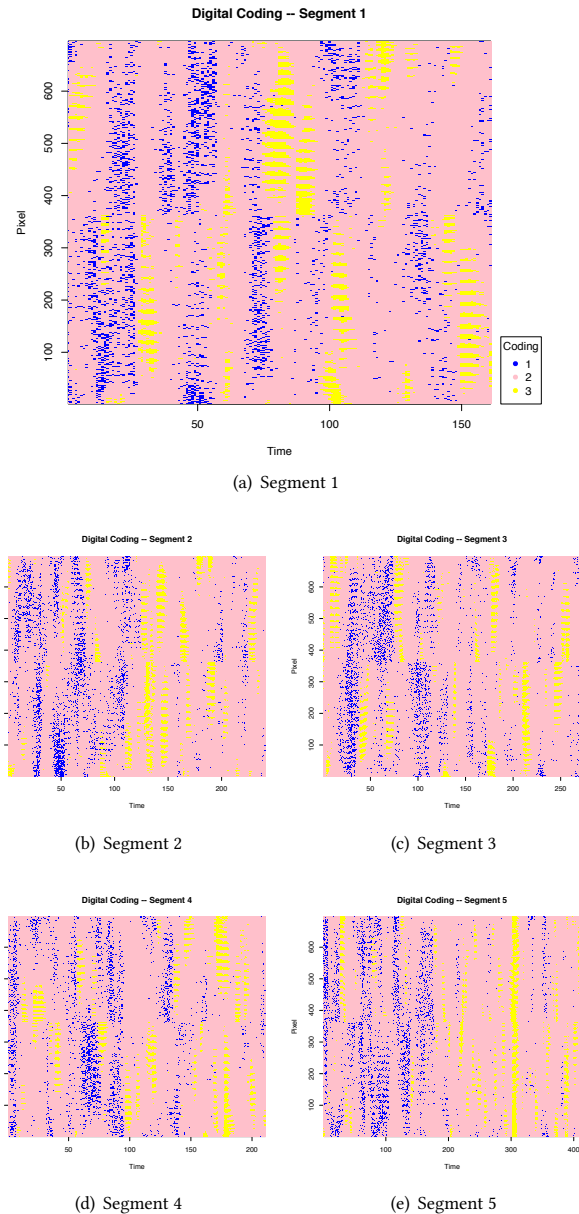 Digital Coding -- Segment 1
Pixel
600
500
400
300
200
100
50
100
150
Time
Coding
1
2
3
(a) Segment 1
Digital Coding -- Segment 2
50
100
150
200
Time
(b) Segment 2
Digital Coding -- Segment 3
Pixel
600
500
400
300
200
100
50
100
150
200
250
Time
(c) Segment 3
Digital Coding -- Segment 4
50
100
150
200
Time
(d) Segment 4
Digital Coding -- Segment 5
Pixel
600
500
400
300
200
100
100
200
300
400
Time
(e) Segment 5